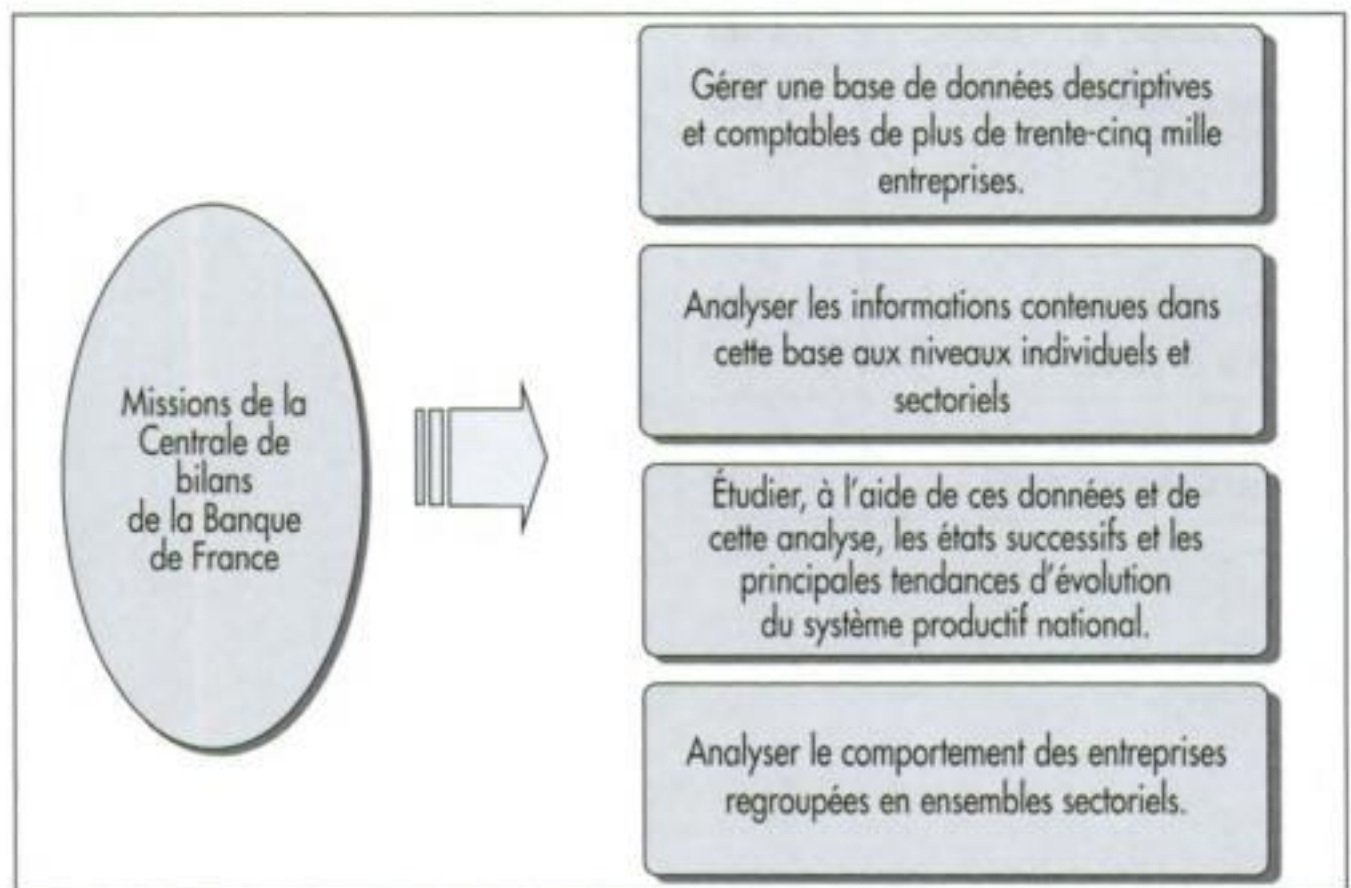 Missions de la
Centrale de
bilans
de la Banque
de France
Gérer une base de données descriptives
et comptables de plus de trente-cinq mille
entreprises.
Analyser les informations contenues dans
cette base aux niveaux individuels et
sectoriels
Étudier, à l'aide de ces données et de
cette analyse, les états successifs et les
principales tendances d'évolution
du système productif national.
Analyser le comportement des entreprises
regroupées en ensembles sectoriels.